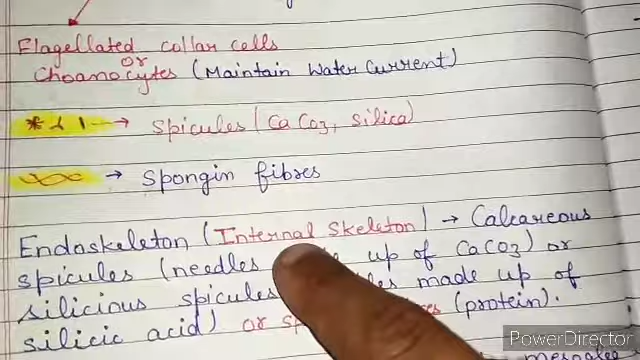 Flagellated collar cells
or
Choanocytes (Maintain Water Current)
→ Spicules (CaCO3, Silica)
→ Spongin fibres
Endoskeleton (Internal Skeleton) → Calcareous
spicules (needles up of CaCO3) or
silicious spicules made up of
silicic acid) or (protein).
PowerDirector